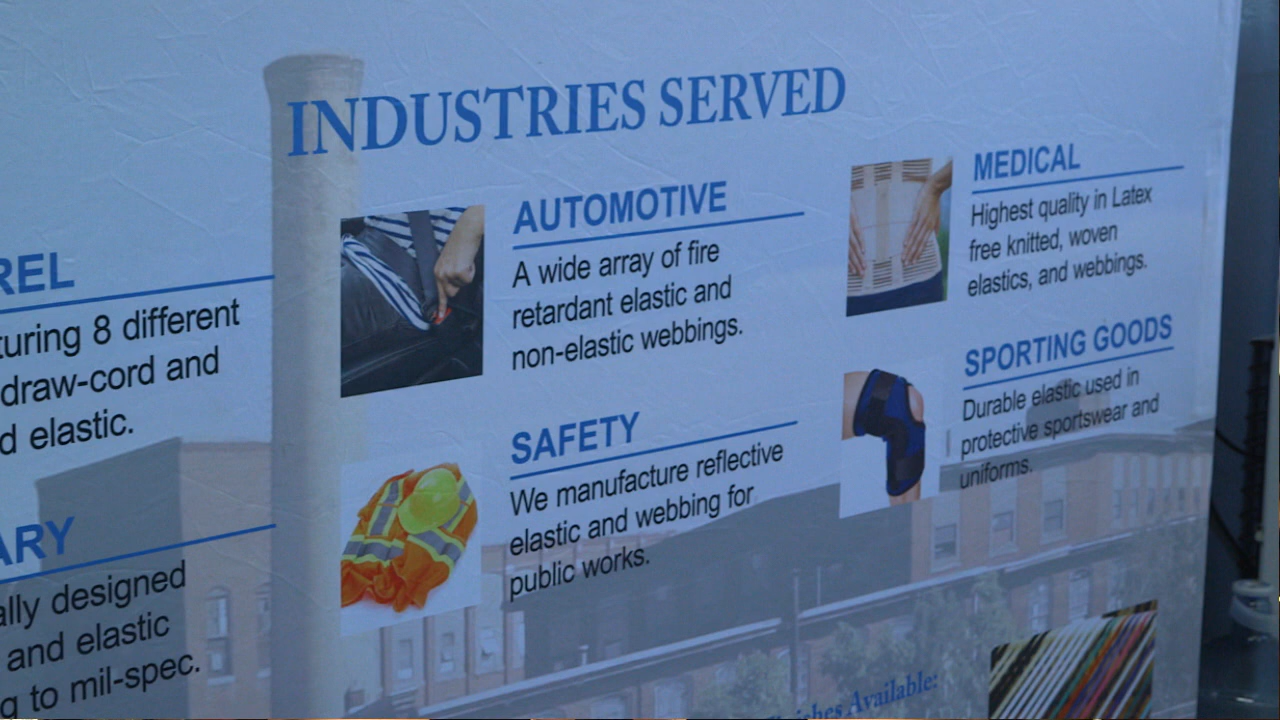 INDUSTRIES SERVED
REL
turing 8 different
draw-cord and
d elastic.
ARY
ally designed
and elastic
g to mil-spec.
AUTOMOTIVE
A wide array of fire
retardant elastic and
non-elastic webbings.
SAFETY
We manufacture reflective
elastic and webbing for
public works.
MEDICAL
Highest quality in Latex
free knitted, woven
elastics, and webbings.
SPORTING GOODS
Durable elastic used in
protective sportswear and
uniforms.
Available: